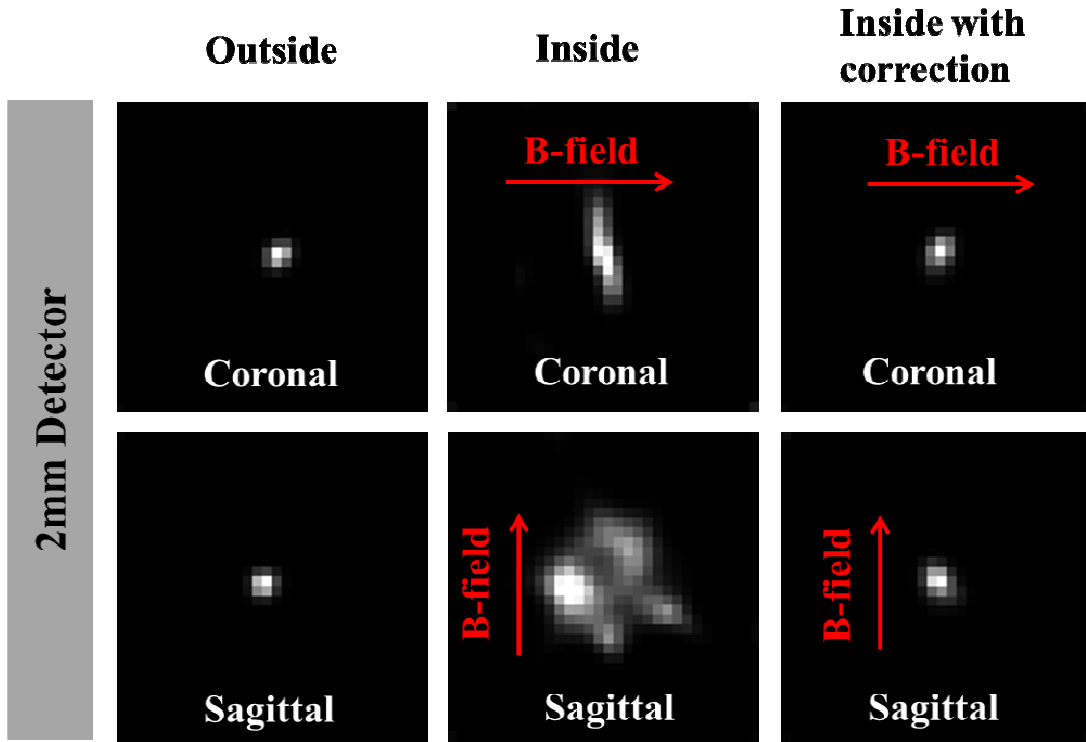 Outside
Inside
Inside with
correction
2mm Detector
B-field
B-field
Coronal
Coronal
Coronal
B-field
B-field
Sagittal
Sagittal
Sagittal